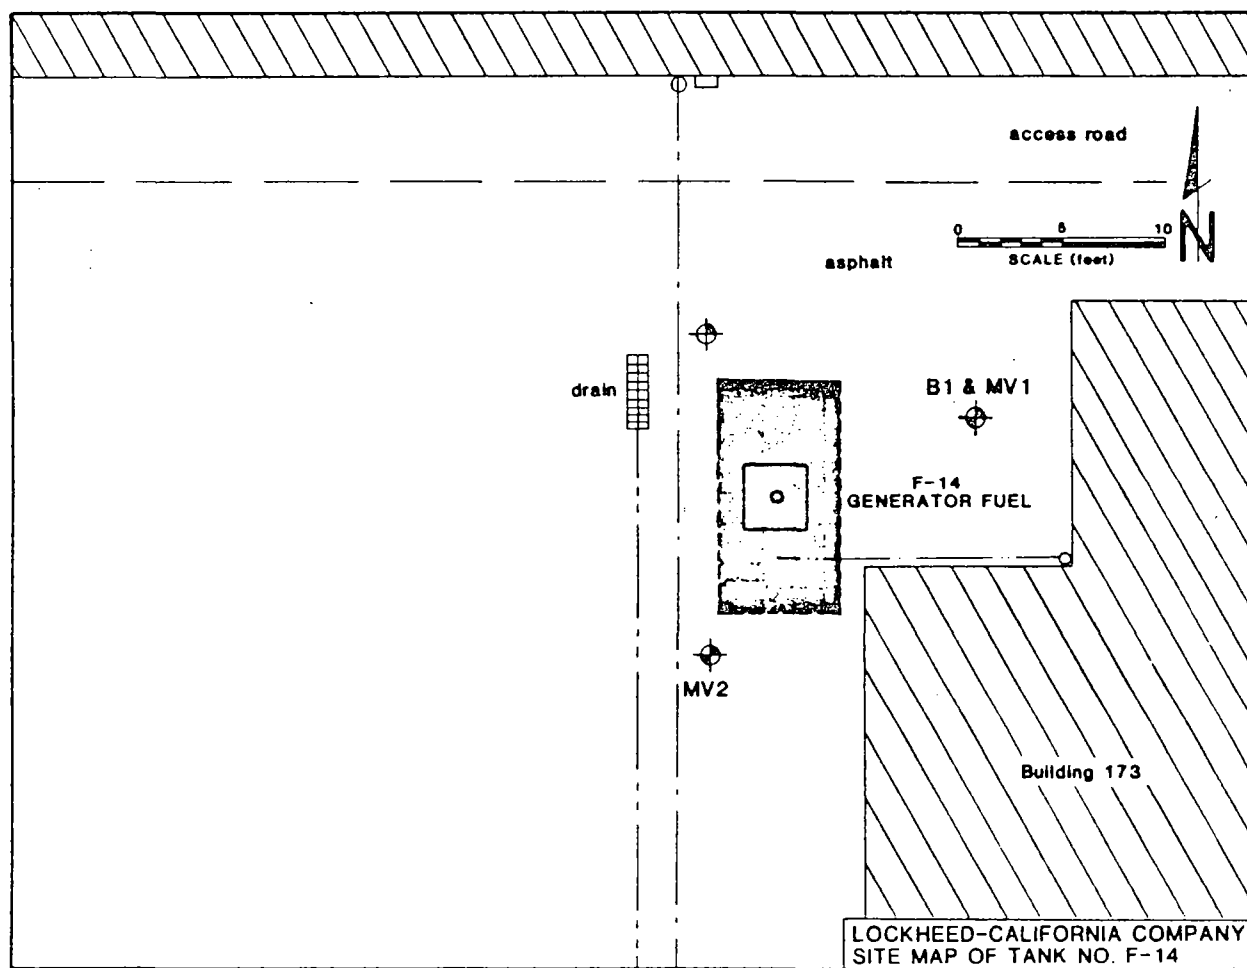 access road
0 5 10
SCALE (feet)
N
asphalt
drain
B1 & MV1
F-14
GENERATOR FUEL
MV2
Building 173
LOCKHEED-CALIFORNIA COMPANY
SITE MAP OF TANK NO. F-14